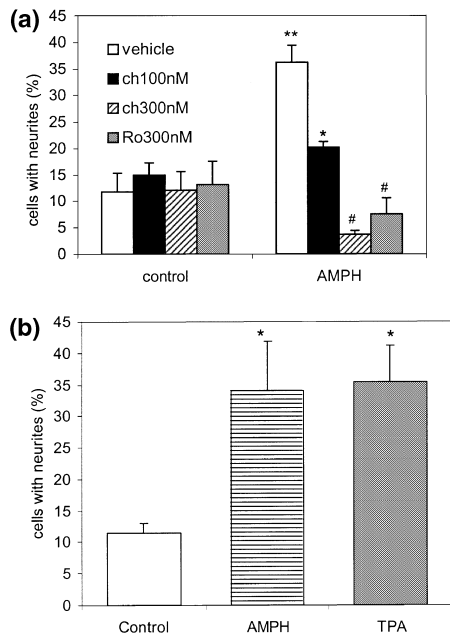 (a)
cells with neurites (%)
45
40
35
30
25
20
15
10
5
0
vehicle
ch100nM
ch300nM
Ro300nM
**
*
#
#
control AMPH
(b)
cells with neurites (%)
45
40
35
30
25
20
15
10
5
0
* *
Control AMPH TPA